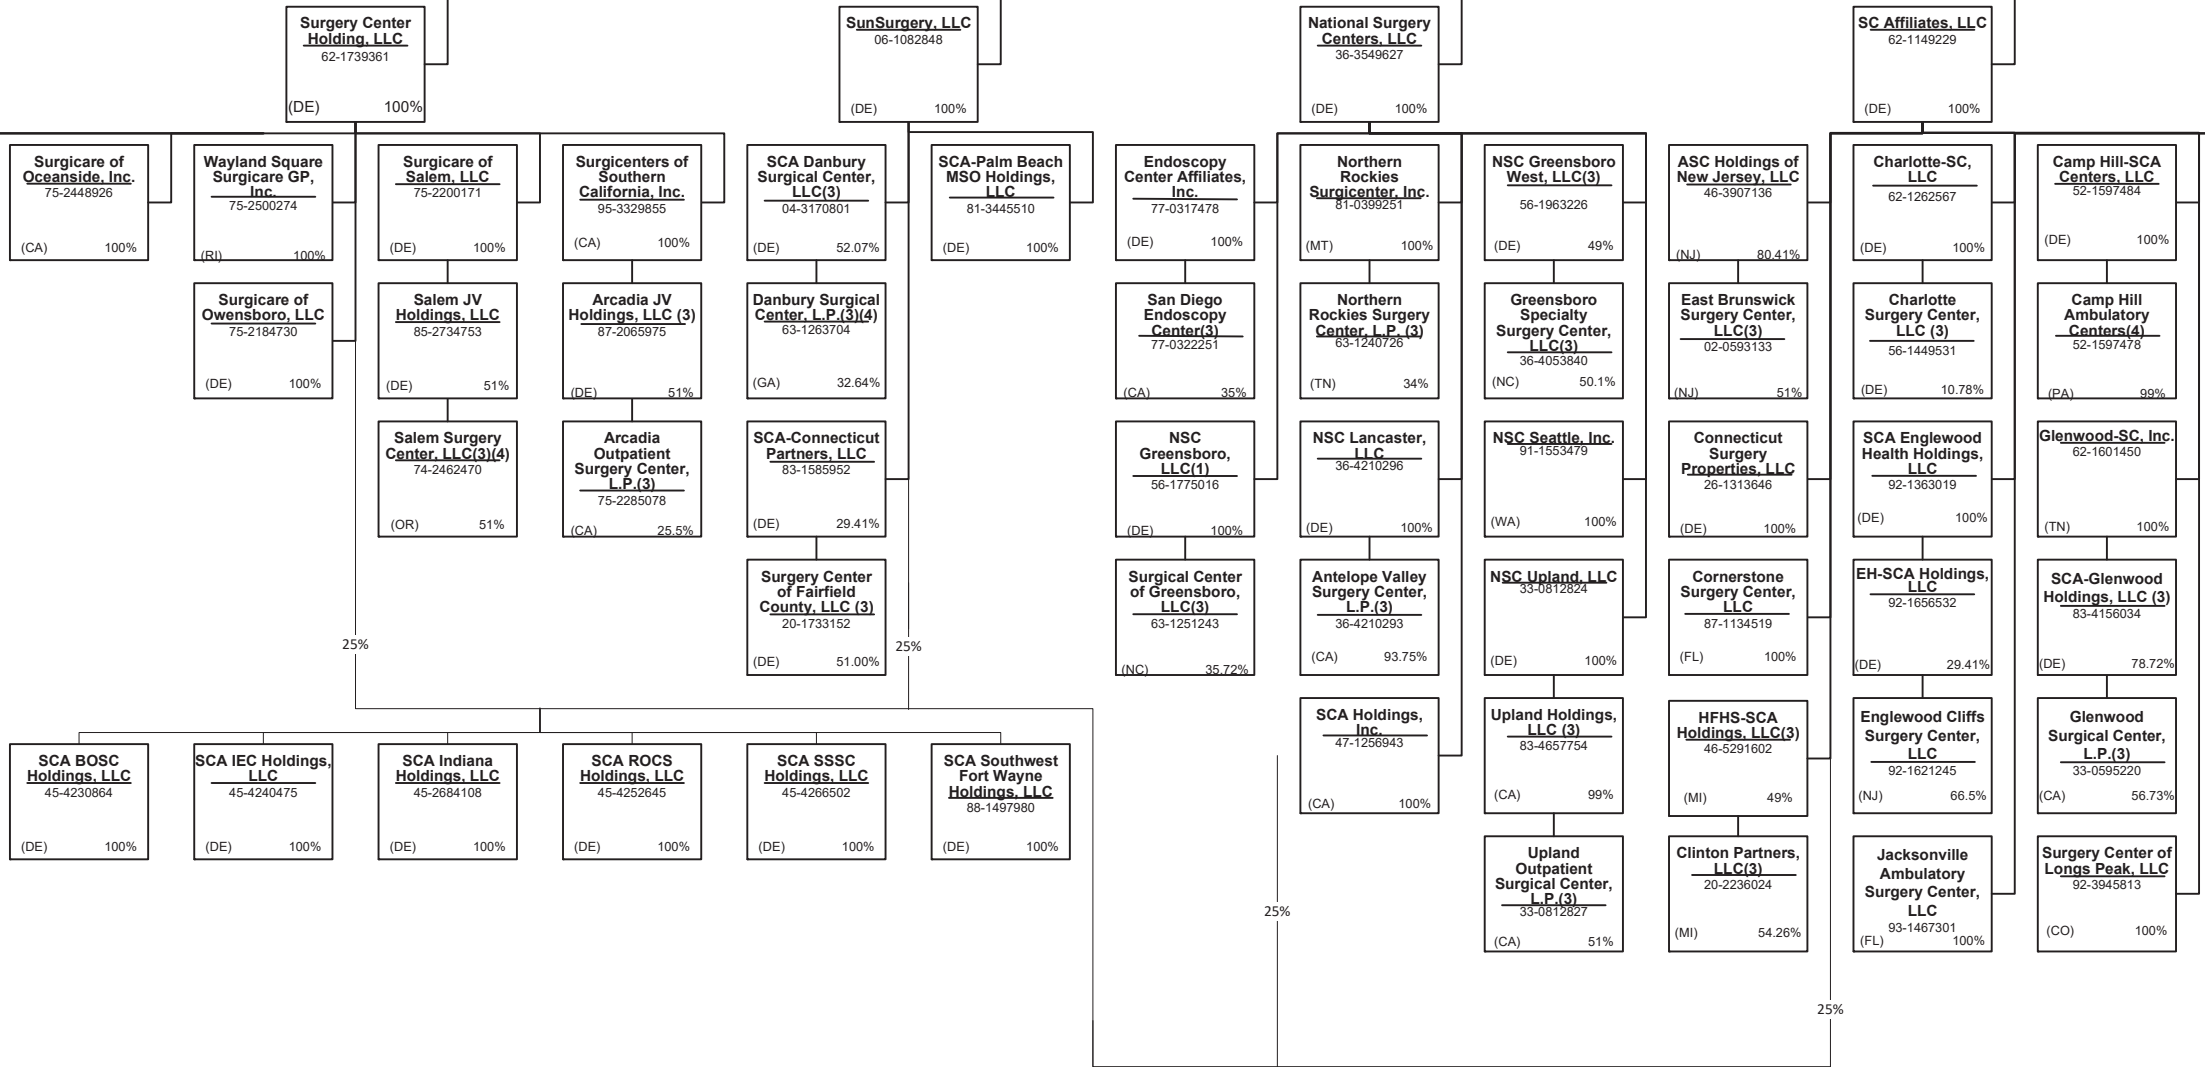 Surgery Center
Holding, LLC
62-1739361
(DE) 100%
SunSurgery, LLC
06-1082848
(DE) 100%
National Surgery
Centers, LLC
36-3549627
(DE) 100%
SC Affiliates, LLC
62-1149229
(DE) 100%
Surgicare of
Oceanside, Inc.
75-2448926
(CA) 100%
Wayland Square
Surgicare GP,
Inc.
75-2500274
(RI) 100%
Surgicare of
Salem, LLC
75-2200171
(DE) 100%
Surgicenters of
Southern
California, Inc.
95-3329855
(CA) 100%
SCA Danbury
Surgical Center,
LLC(3)
04-3170801
(DE) 52.07%
SCA-Palm Beach
MSO Holdings,
LLC
81-3445510
(DE) 100%
Endoscopy
Center Affiliates,
Inc.
77-0317478
(DE) 100%
Northern
Rockies
Surgicenter, Inc.
81-0399251
(MT) 100%
NSC Greensboro
West, LLC(3)
56-1963226
(DE) 49%
ASC Holdings of
New Jersey, LLC
46-3907136
(NJ) 80.41%
Charlotte-SC,
LLC
62-1262567
(DE) 100%
Camp Hill-SCA
Centers, LLC
52-1597484
(DE) 100%
Surgicare of
Owensboro, LLC
75-2184730
(DE) 100%
Salem JV
Holdings, LLC
85-2734753
(DE) 51%
Arcadia JV
Holdings, LLC (3)
87-2065975
(DE) 51%
Danbury Surgical
Center, L.P.(3)(4)
63-1263704
(GA) 32.64%
San Diego
Endoscopy
Center(3)
77-0322251
(CA) 35%
Northern
Rockies Surgery
Center, L.P. (3)
63-1240726
(TN) 34%
Greensboro
Specialty
Surgery Center,
LLC(3)
36-4053840
(NC) 50.1%
East Brunswick
Surgery Center,
LLC(3)
02-0593133
(NJ) 51%
Charlotte
Surgery Center,
LLC (3)
56-1449531
(DE) 10.78%
Camp Hill
Ambulatory
Centers(4)
52-1597478
(PA) 99%
Salem Surgery
Center, LLC(3)(4)
74-2462470
(OR) 51%
Arcadia
Outpatient
Surgery Center,
L.P.(3)
75-2285078
(CA) 25.5%
SCA-Connecticut
Partners, LLC
83-1585952
(DE) 29.41%
NSC
Greensboro,
LLC(1)
56-1775016
(DE) 100%
NSC Lancaster,
LLC
36-4210296
(DE) 100%
NSC Seattle, Inc.
91-1553479
(WA) 100%
Connecticut
Surgery
Properties, LLC
26-1313646
(DE) 100%
SCA Englewood
Health Holdings,
LLC
92-1363019
(DE) 100%
Glenwood-SC, Inc.
62-1601450
(TN) 100%
Surgery Center
of Fairfield
County, LLC (3)
20-1733152
(DE) 51.00%
Surgical Center
of Greensboro,
LLC(3)
63-1251243
(NC) 35.72%
Antelope Valley
Surgery Center,
L.P.(3)
36-4210293
(CA) 93.75%
NSC Upland, LLC
33-0812824
(DE) 100%
Cornerstone
Surgery Center,
LLC
87-1134519
(FL) 100%
EH-SCA Holdings,
LLC
92-1656532
(DE) 29.41%
SCA-Glenwood
Holdings, LLC (3)
83-4156034
(DE) 78.72%
25%
25%
SCA Holdings,
Inc.
47-1256943
(CA) 100%
Upland Holdings,
LLC (3)
83-4657754
(CA) 99%
HFHS-SCA
Holdings, LLC(3)
46-5291602
(MI) 49%
Englewood Cliffs
Surgery Center,
LLC
92-1621245
(NJ) 66.5%
Glenwood
Surgical Center,
L.P.(3)
33-0595220
(CA) 56.73%
SCA BOSC
Holdings, LLC
45-4230864
(DE) 100%
SCA IEC Holdings,
LLC
45-4240475
(DE) 100%
SCA Indiana
Holdings, LLC
45-2684108
(DE) 100%
SCA ROCS
Holdings, LLC
45-4252645
(DE) 100%
SCA SSSC
Holdings, LLC
45-4266502
(DE) 100%
SCA Southwest
Fort Wayne
Holdings, LLC
88-1497980
(DE) 100%
Upland
Outpatient
Surgical Center,
L.P.(3)
33-0812827
(CA) 51%
Clinton Partners,
LLC(3)
20-2236024
(MI) 54.26%
Jacksonville
Ambulatory
Surgery Center,
LLC
93-1467301
(FL) 100%
Surgery Center of
Longs Peak, LLC
92-3945813
(CO) 100%
25%
25%